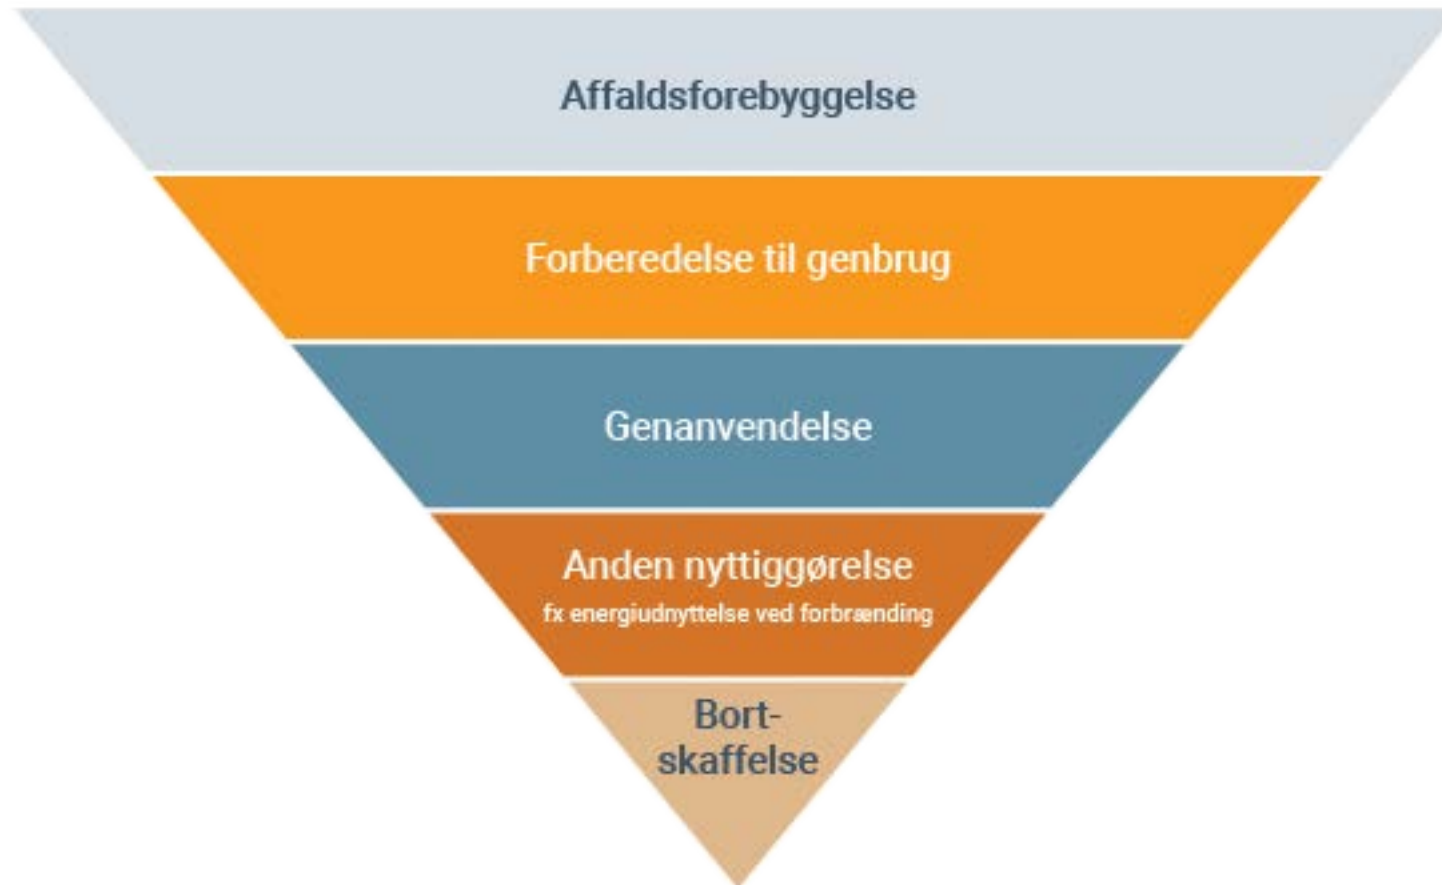 Affaldsforebyggelse
Forberedelse til genbrug
Genanvendelse
Anden nyttiggørelse
fx energiudnyttelse ved forbrænding
Bort-
skaffelse